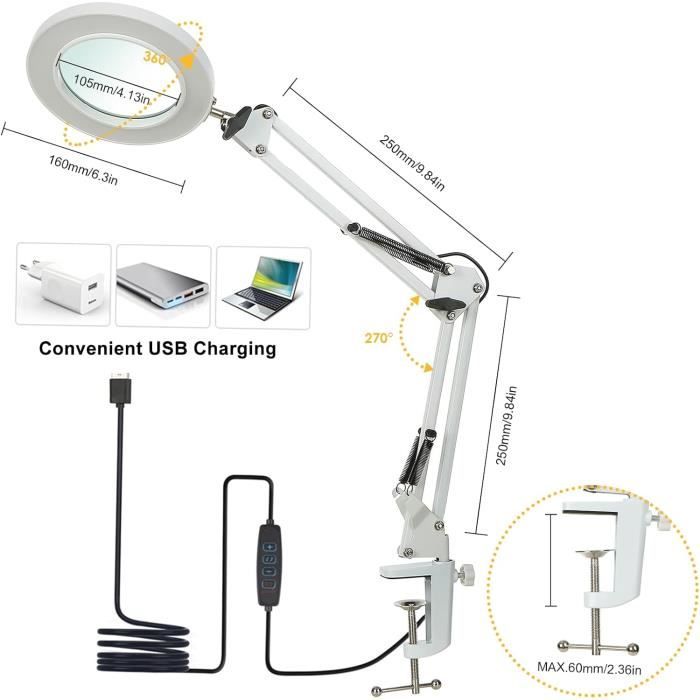 360°
105mm/4.13in
160mm/6.3in
250mm/9.84in
Convenient USB Charging
270°
250mm/9.84in
MAX.60mm/2.36in